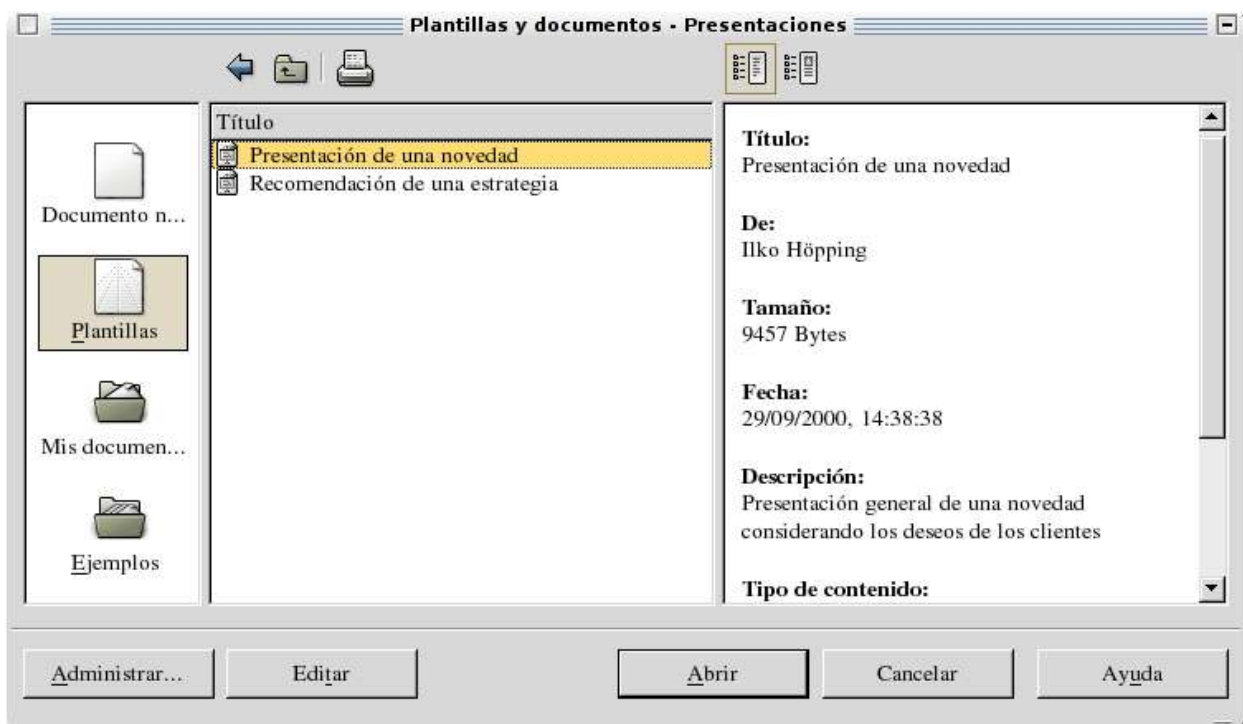 Plantillas y documentos - Presentaciones
Documento n...
Plantillas
Mis documen...
Ejemplos
Título
Presentación de una novedad
Recomendación de una estrategia
Título:
Presentación de una novedad
De:
Ilko Höpping
Tamaño:
9457 Bytes
Fecha:
29/09/2000, 14:38:38
Descripción:
Presentación general de una novedad
considerando los deseos de los clientes
Tipo de contenido:
Administrar...
Editar
Abrir
Cancelar
Ayuda